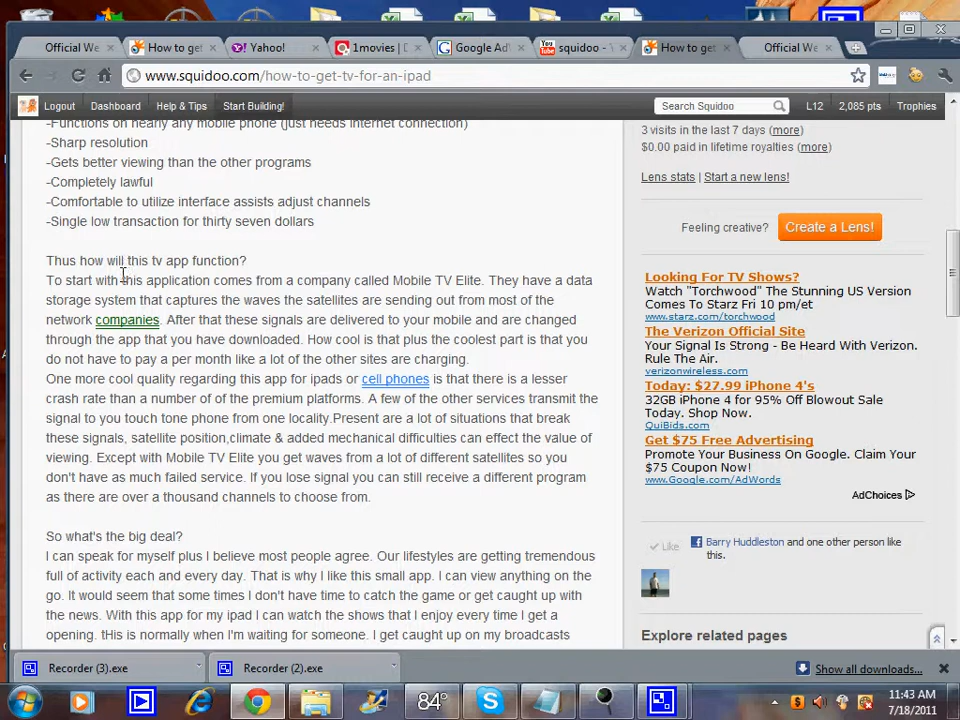 Official We
How to get
Yahoo!
1movies | D
Google Ad
squidoo - Y
How to get
Official We
www.squidoo.com/how-to-get-tv-for-an-ipad
Logout
Dashboard
Help & Tips
Start Building!
Search Squidoo
L12
2,085 pts
Trophies
-Functions on nearly any mobile phone (just needs internet connection)
-Sharp resolution
-Gets better viewing than the other programs
-Completely lawful
-Comfortable to utilize interface assists adjust channels
-Single low transaction for thirty seven dollars
Thus how will this tv app function?
To start with this application comes from a company called Mobile TV Elite. They have a data
storage system that captures the waves the satellites are sending out from most of the
network companies. After that these signals are delivered to your mobile and are changed
through the app that you have downloaded. How cool is that plus the coolest part is that you
do not have to pay a per month like a lot of the other sites are charging.
One more cool quality regarding this app for ipads or cell phones is that there is a lesser
crash rate than a number of of the premium platforms. A few of the other services transmit the
signal to you touch tone phone from one locality.Present are a lot of situations that break
these signals, satellite position,climate & added mechanical difficulties can effect the value of
viewing. Except with Mobile TV Elite you get waves from a lot of different satellites so you
don't have as much failed service. If you lose signal you can still receive a different program
as there are over a thousand channels to choose from.
So what's the big deal?
I can speak for myself plus I believe most people agree. Our lifestyles are getting tremendous
full of activity each and every day. That is why I like this small app. I can view anything on the
go. It would seem that some times I don't have time to catch the game or get caught up with
the news. With this app for my ipad I can watch the shows that I enjoy every time I get a
opening. tHis is normally when I'm waiting for someone. I get caught up on my broadcasts
3 visits in the last 7 days (more)
$0.00 paid in lifetime royalties (more)
Lens stats | Start a new lens!
Feeling creative?
Create a Lens!
Looking For TV Shows?
Watch "Torchwood" The Stunning US Version
Comes To Starz Fri 10 pm/et
www.starz.com/torchwood
The Verizon Official Site
Your Signal Is Strong - Be Heard With Verizon.
Rule The Air.
verizonwireless.com
Today: $27.99 iPhone 4's
32GB iPhone 4 for 95% Off Blowout Sale
Today. Shop Now.
QuiBids.com
Get $75 Free Advertising
Promote Your Business On Google. Claim Your
$75 Coupon Now!
www.Google.com/AdWords
AdChoices
Like
Barry Huddleston and one other person like
this.
Explore related pages
Recorder (3).exe
Recorder (2).exe
Show all downloads...
84°
11:43 AM
7/18/2011